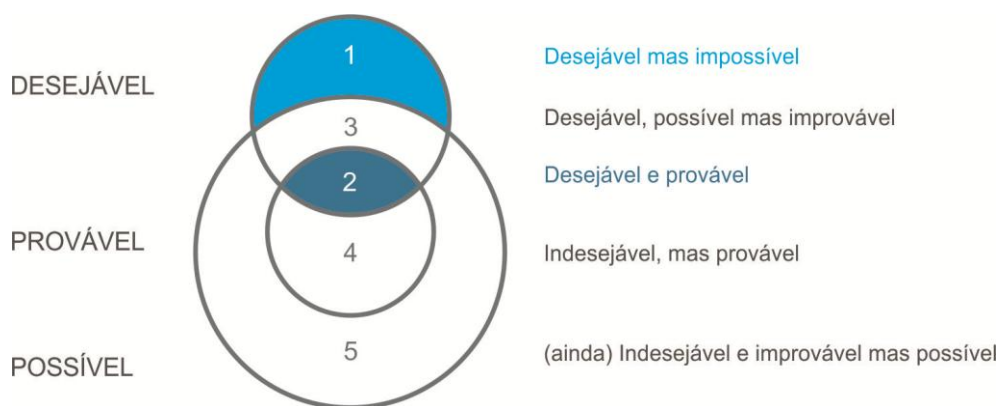 1
Desejável mas impossível
DESEJÁVEL
3
Desejável, possível mas improvável
2
Desejável e provável
PROVÁVEL
4
Indesejável, mas provável
5
(ainda) Indesejável e improvável mas possível
POSSÍVEL